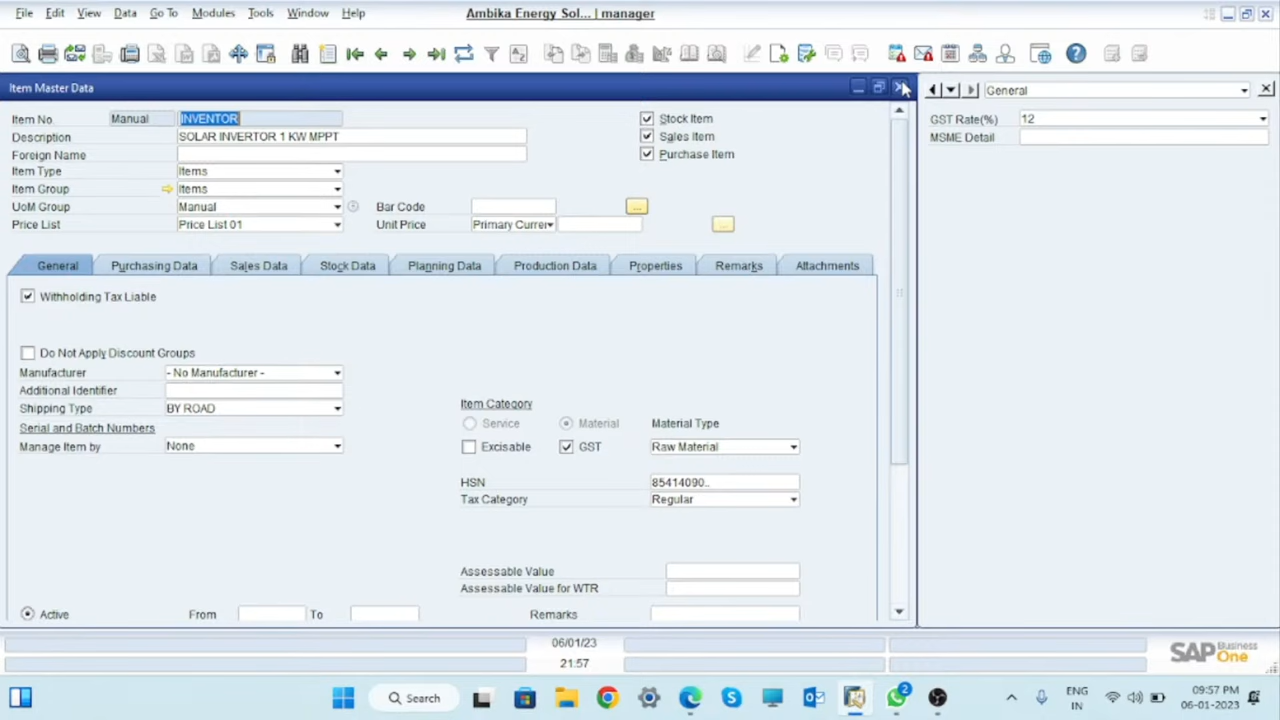 File Edit View Data Go To Modules Tools Window Help Ambika Energy Sol... | manager
Item Master Data
General
Item No. Manual INVENTOR
Description SOLAR INVERTOR 1 KW MPPT
Foreign Name
Item Type Items
Item Group Items
UoM Group Manual Bar Code ...
Price List Price List 01 Unit Price Primary Currer ...
Stock Item
Sales Item
Purchase Item
GST Rate(%) 12
MSME Detail
General Purchasing Data Sales Data Stock Data Planning Data Production Data Properties Remarks Attachments
Withholding Tax Liable
Do Not Apply Discount Groups
Manufacturer - No Manufacturer -
Additional Identifier
Shipping Type BY ROAD
Serial and Batch Numbers
Manage Item by None
Item Category
Service Material Material Type
Excisable GST Raw Material
HSN 85414090..
Tax Category Regular
Assessable Value
Assessable Value for WTR
Active From To Remarks
06/01/23
21:57
SAP Business One
Search
2
ENG
IN
09:57 PM
06-01-2023